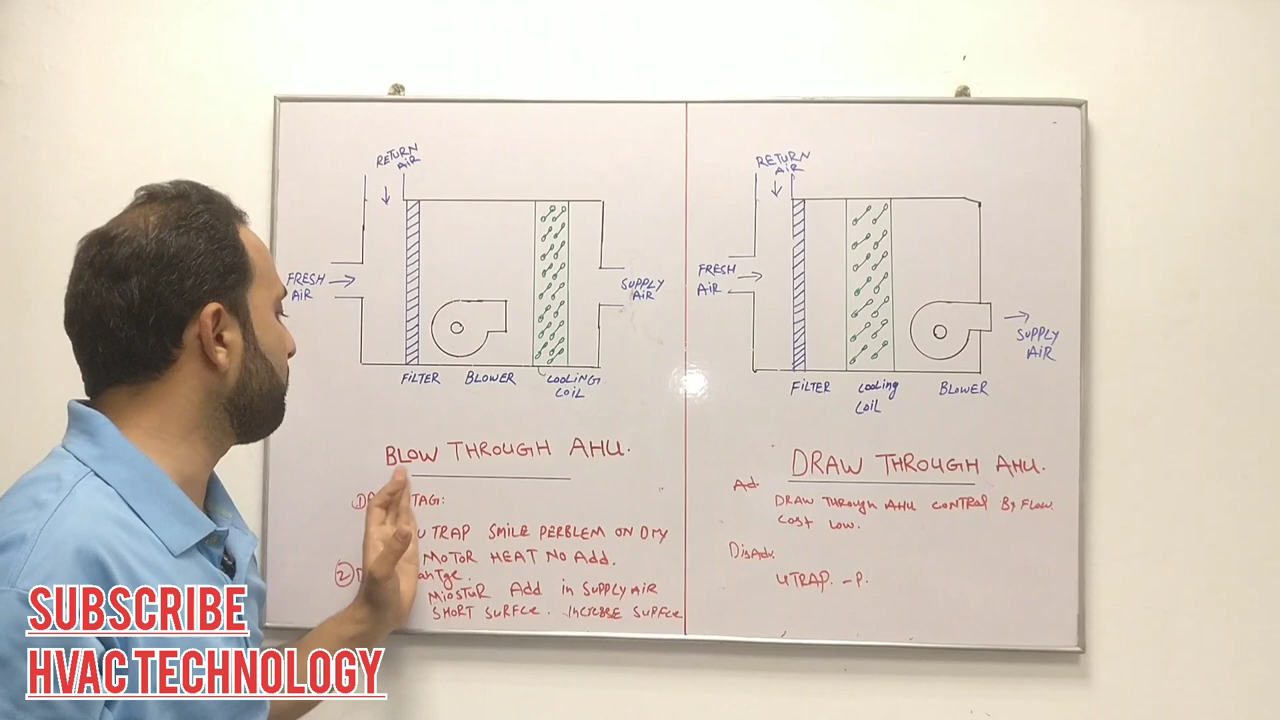 RETURN
AIR
FRESH
AIR
SUPPLY
AIR
FILTER BLOWER COOLING
COIL
BLOW THROUGH AHU.
TAG:
U TRAP SMILE PERBLEM ON DRY
MOTOR HEAT NO ADD.
②
MIOSTUR ADD in SUPPLY AIR
SHORT SURFCE. INCREBE SUPFCE
RETURN
AIR
FRESH
AIR
SUPPLY
AIR
FILTER Cooling BLOWER
COIL
DRAW THROUGH AHU.
Ad.
DRAW THROUGH AHU CONTROL By FLOW.
COST LOW.
DisAdv.
UTRAP. -P.
SUBSCRIBE
HVAC TECHNOLOGY